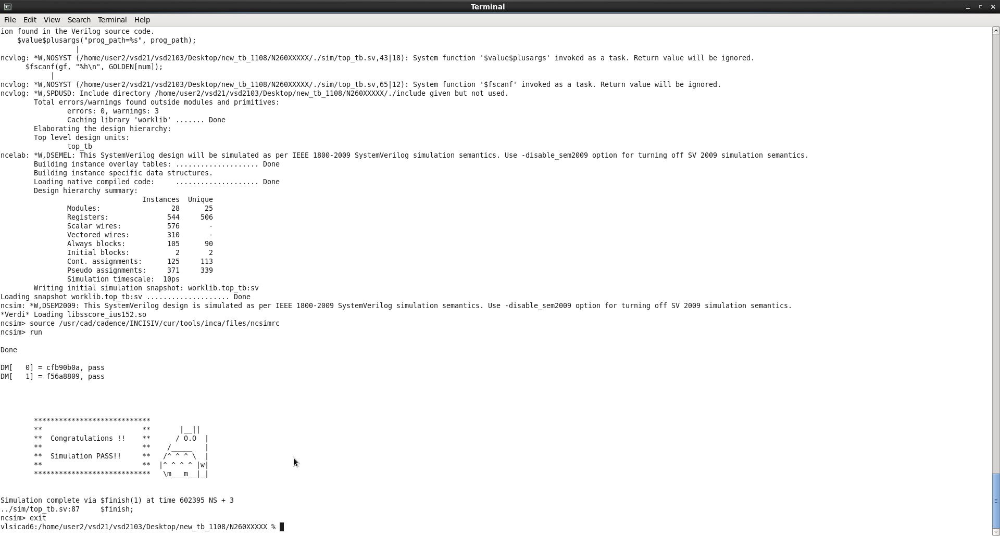 Terminal
File Edit View Search Terminal Help
ion found in the Verilog source code.
    $value$plusargs("prog_path=%s", prog_path);
                  |
ncvlog: *W,NOSYST (/home/user2/vsd21/vsd2103/Desktop/new_tb_1108/N260XXXXX/./sim/top_tb.sv,43|18): System function '$value$plusargs' invoked as a task. Return value will be ignored.
      $fscanf(gf, "%h\n", GOLDEN[num]);
            |
ncvlog: *W,NOSYST (/home/user2/vsd21/vsd2103/Desktop/new_tb_1108/N260XXXXX/./sim/top_tb.sv,65|12): System function '$fscanf' invoked as a task. Return value will be ignored.
ncvlog: *W,SPDUSD: Include directory /home/user2/vsd21/vsd2103/Desktop/new_tb_1108/N260XXXXX/./include given but not used.
        Total errors/warnings found outside modules and primitives:
                errors: 0, warnings: 3
                Caching library 'worklib' ....... Done
        Elaborating the design hierarchy:
        Top level design units:
                top_tb
ncelab: *W,DSEMEL: This SystemVerilog design will be simulated as per IEEE 1800-2009 SystemVerilog simulation semantics. Use -disable_sem2009 option for turning off SV 2009 simulation semantics.
        Building instance overlay tables: .................... Done
        Building instance specific data structures.
        Loading native compiled code:     .................... Done
        Design hierarchy summary:
                                  Instances  Unique
                Modules:                 28      25
                Registers:              544     506
                Scalar wires:           576       -
                Vectored wires:         310       -
                Always blocks:          105      90
                Initial blocks:           2       2
                Cont. assignments:      125     113
                Pseudo assignments:     371     339
                Simulation timescale:  10ps
        Writing initial simulation snapshot: worklib.top_tb:sv
Loading snapshot worklib.top_tb:sv .................... Done
ncsim: *W,DSEM2009: This SystemVerilog design is simulated as per IEEE 1800-2009 SystemVerilog simulation semantics. Use -disable_sem2009 option for turning off SV 2009 simulation semantics.
*Verdi* Loading libsscore_ius152.so
ncsim> source /usr/cad/cadence/INCISIV/cur/tools/inca/files/ncsimrc
ncsim> run
Done
DM[   0] = cfb90b0a, pass
DM[   1] = f56a8809, pass
        ****************************
        **                        **       |__||
        **  Congratulations !!    **      / O.O  |
        **                        **    /_____   |
        **  Simulation PASS!!     **   /^ ^ ^ \  |
        **                        **  |^ ^ ^ ^ |w|
        ****************************   \m___m__|_|
Simulation complete via $finish(1) at time 602395 NS + 3
../sim/top_tb.sv:87     $finish;
ncsim> exit
vlsicad6:/home/user2/vsd21/vsd2103/Desktop/new_tb_1108/N260XXXXX %